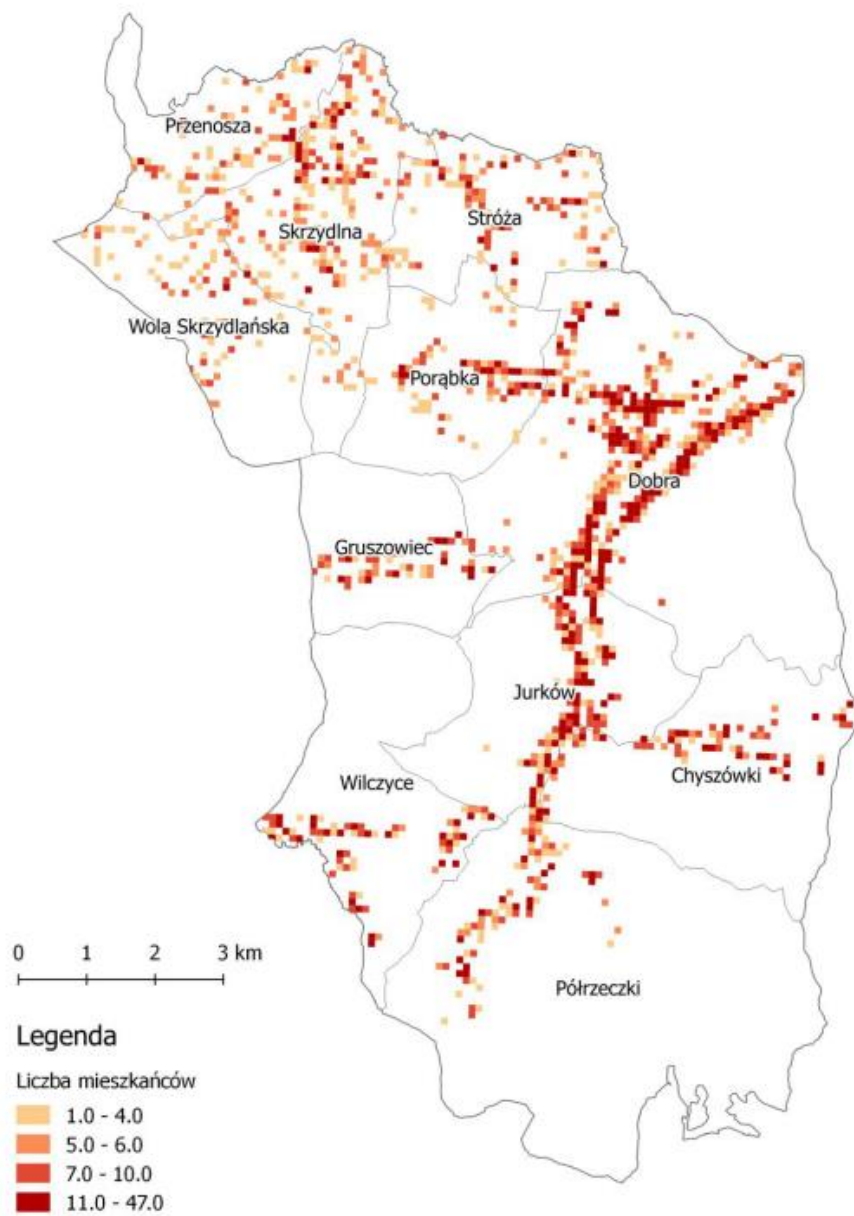 Przenosza
Stróża
Skrzydlna
Wola Skrzydlańska
Porąbka
Dobra
Gruszowiec
Jurków
Chyszówki
Wilczyce
0 1 2 3 km
Półrzeczki
Legenda
Liczba mieszkańców
1.0 - 4.0
5.0 - 6.0
7.0 - 10.0
11.0 - 47.0